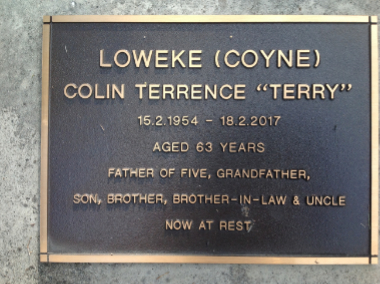 LOWEKE (COYNE)
COLIN TERRENCE "TERRY"
15.2.1954 - 18.2.2017
AGED 63 YEARS
FATHER OF FIVE, GRANDFATHER,
SON, BROTHER, BROTHER-IN-LAW & UNCLE
NOW AT REST